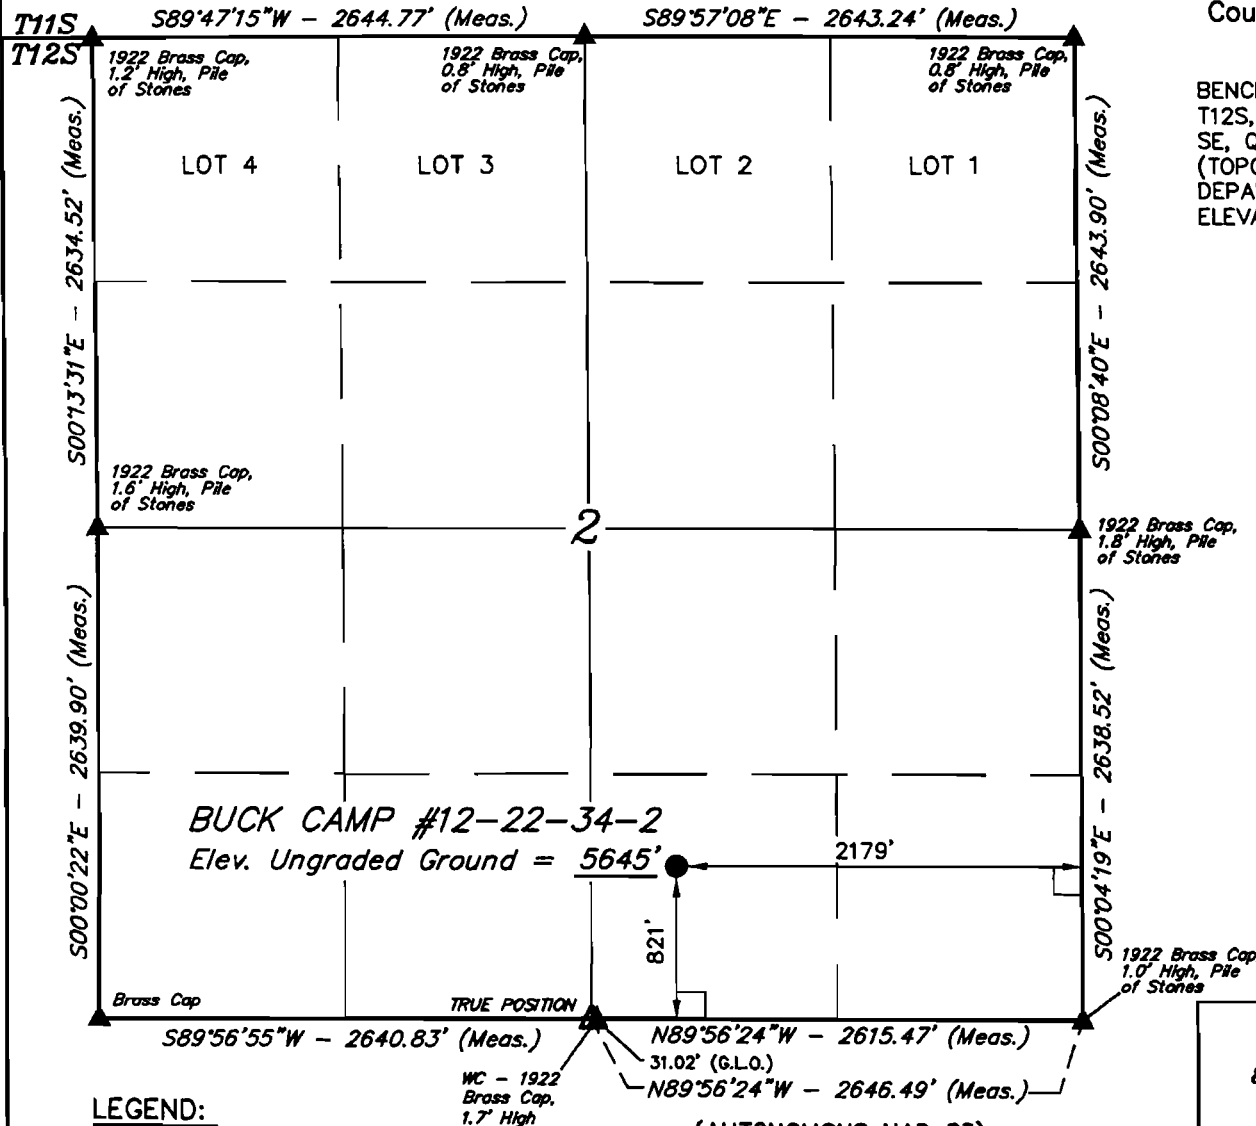 S89°47'15"W - 2644.77' (Meas.)
S89°57'08"E - 2643.24' (Meas.)
Cou
T11S
T12S
1922 Brass Cap,
1.2' High, Pile
of Stones
1922 Brass Cap,
0.8' High, Pile
of Stones
1922 Brass Cap,
0.8' High, Pile
of Stones
BENC
T12S,
SE, Q
(TOPO
DEPA
ELEVA
LOT 4
LOT 3
LOT 2
LOT 1
S00°13'31"E - 2634.52' (Meas.)
S00°08'40"E - 2643.90' (Meas.)
1922 Brass Cap,
1.6' High, Pile
of Stones
2
1922 Brass Cap,
1.8' High, Pile
of Stones
S00°00'22"E - 2639.90' (Meas.)
S00°04'19"E - 2638.52' (Meas.)
BUCK CAMP #12-22-34-2
Elev. Ungraded Ground = 5645'
2179'
821'
1922 Brass Cap
1.0' High, Pile
of Stones
Brass Cap
TRUE POSITION
S89°56'55"W - 2640.83' (Meas.)
N89°56'24"W - 2615.47' (Meas.)
31.02' (G.L.O.)
N89°56'24"W - 2646.49' (Meas.)
WC - 1922
Brass Cap,
1.7' High
LEGEND:
(AUTONOMOUS NAD 83)